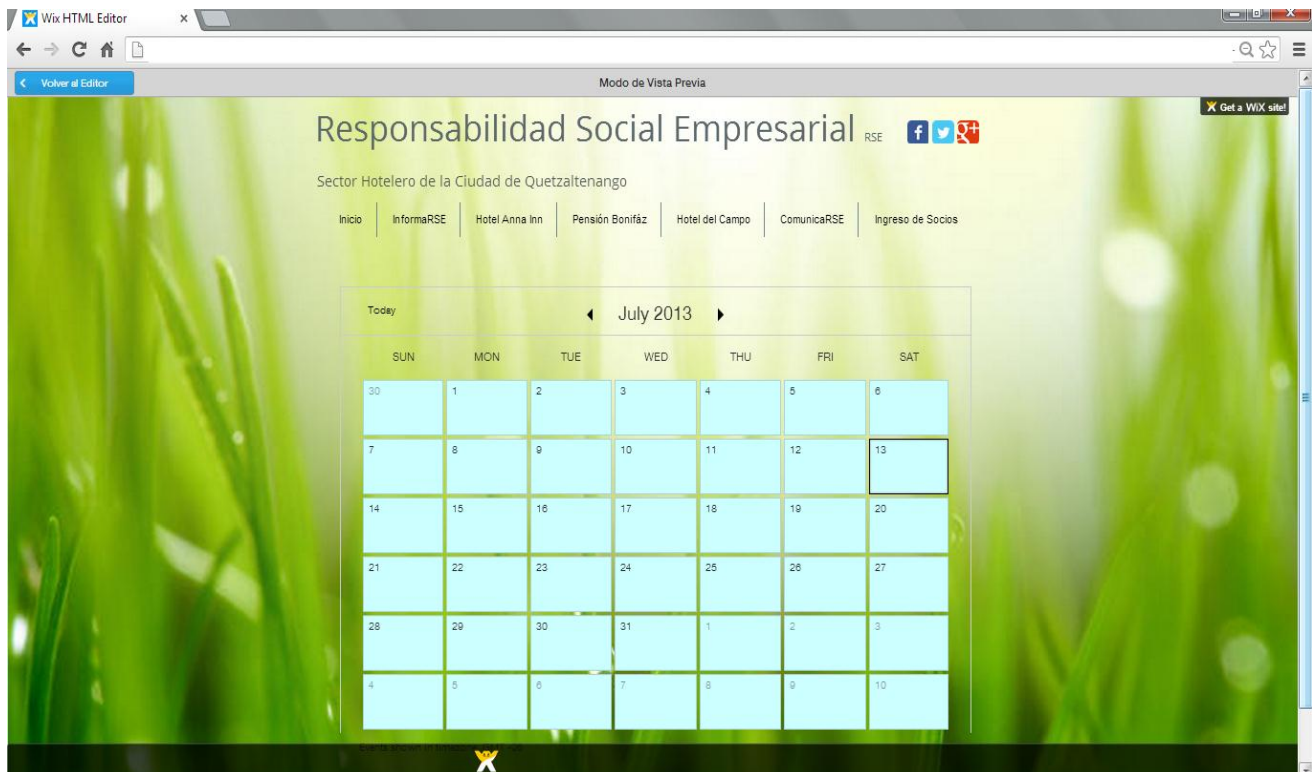 Wix HTML Editor
Volver al Editor
Modo de Vista Previa
Get a WiX site!
Responsabilidad Social Empresarial RSE
Sector Hotelero de la Ciudad de Quetzaltenango
Inicio InformaRSE Hotel Anna Inn Pensión Bonifáz Hotel del Campo ComunicaRSE Ingreso de Socios
Today July 2013
SUN MON TUE WED THU FRI SAT
30 1 2 3 4 5 6
7 8 9 10 11 12 13
14 15 16 17 18 19 20
21 22 23 24 25 26 27
28 29 30 31 1 2 3
4 5 6 7 8 9 10
Events shown in